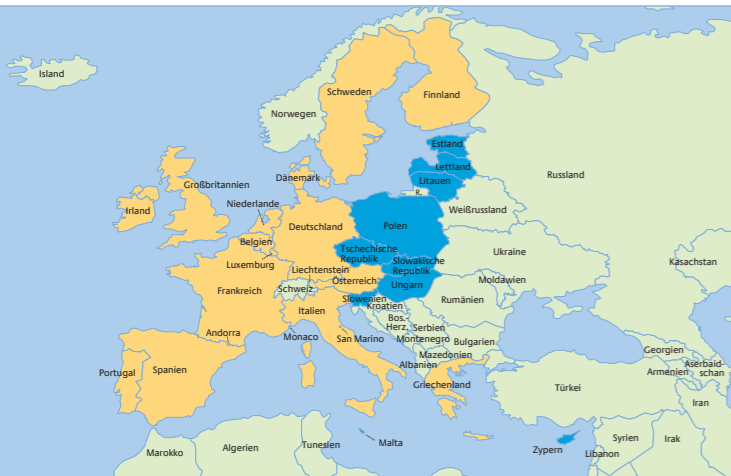 Island
Schweden
Finnland
Norwegen
Estland
Lettland
Litauen
R.
Russland
Dänemark
Großbritannien
Irland
Niederlande
Weißrussland
Deutschland
Polen
Belgien
Tschechische
Republik
Ukraine
Slowakische
Republik
Kasachstan
Luxemburg
Liechtenstein
Österreich
Ungarn
Moldawien
Frankreich
Schweiz
Slowenien
Rumänien
Kroatien
Italien
Bos.-
Herz.
Serbien
Andorra
Monaco
San Marino
Montenegro
Bulgarien
Mazedonien
Georgien
Aserbaid-
schan
Albanien
Armenien
Portugal
Spanien
Griechenland
Türkei
Iran
Marokko
Algerien
Tunesien
Malta
Zypern
Syrien
Irak
Libanon